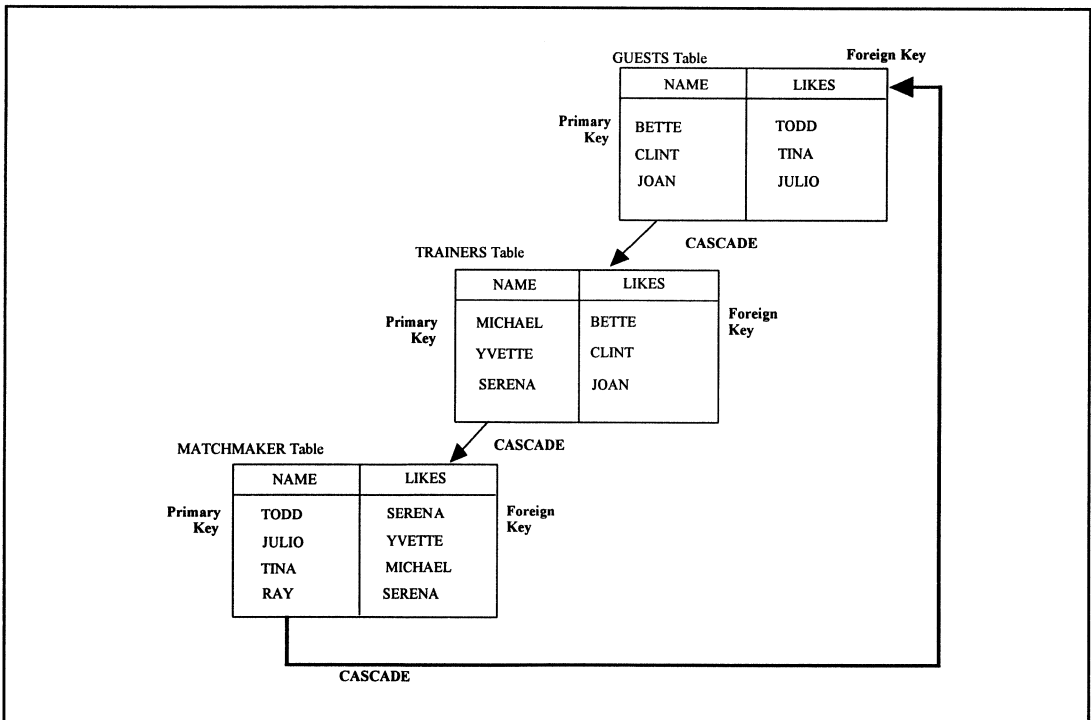 GUESTS Table
Foreign Key
NAME LIKES
Primary
Key
BETTE TODD
CLINT TINA
JOAN JULIO
CASCADE
TRAINERS Table
NAME LIKES
Primary
Key
Foreign
Key
MICHAEL BETTE
YVETTE CLINT
SERENA JOAN
CASCADE
MATCHMAKER Table
NAME LIKES
Primary
Key
Foreign
Key
TODD SERENA
JULIO YVETTE
TINA MICHAEL
RAY SERENA
CASCADE